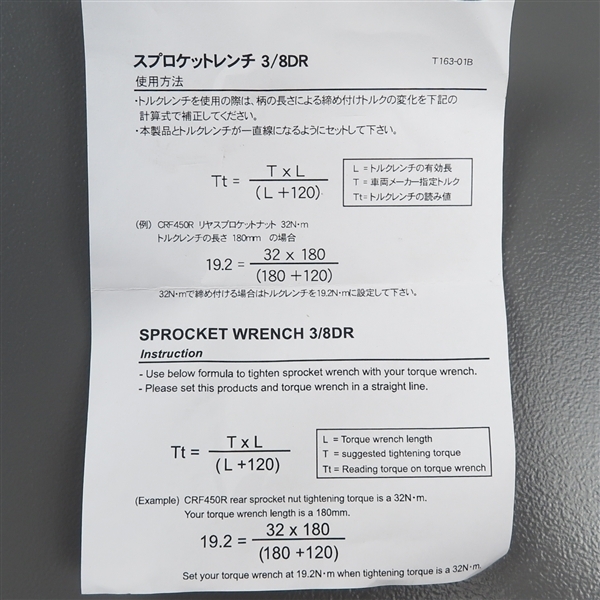 スプロケットレンチ 3/8DR T163-01B
使用方法
・トルクレンチを使用の際は、柄の長さによる締め付けトルクの変化を下記の
計算式で補正してください。
・本製品とトルクレンチが一直線になるようにセットして下さい。
Tt = T x L / (L +120)
L = トルクレンチの有効長
T = 車両メーカー指定トルク
Tt= トルクレンチの読み値
(例) CRF450R リヤスプロケットナット 32N・m
トルクレンチの長さ 180mm の場合
19.2 = 32 x 180 / (180 +120)
32N・mで締め付ける場合はトルクレンチを19.2N・mに設定して下さい。
SPROCKET WRENCH 3/8DR
Instruction
- Use below formula to tighten sprocket wrench with your torque wrench.
- Please set this products and torque wrench in a straight line.
Tt = T x L / (L +120)
L = Torque wrench length
T = suggested tightening torque
Tt = Reading torque on torque wrench
(Example) CRF450R rear sprocket nut tightening torque is a 32N・m.
Your torque wrench length is a 180mm.
19.2 = 32 x 180 / (180 +120)
Set your torque wrench at 19.2N・m when tightening torque is a 32N・m.